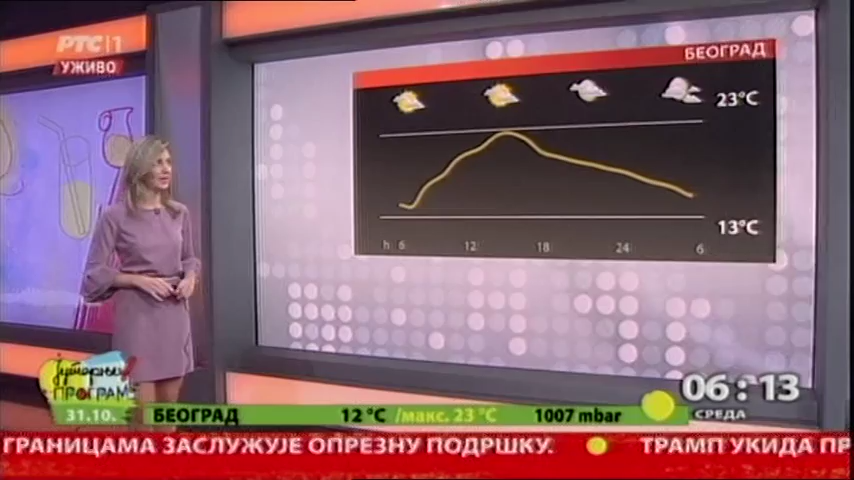 РТС|1
УЖИВО
БЕОГРАД
23°C
13°C
h 6 12 18 24 6
Јутарњи
ПРОГРАМ
06:13
31.10. БЕОГРАД 12 °C /макс. 23 °C 1007 mbar СРЕДА
ГРАНИЦАМА ЗАСЛУЖУЈЕ ОПРЕЗНУ ПОДРШКУ. ТРАМП УКИДА ПР